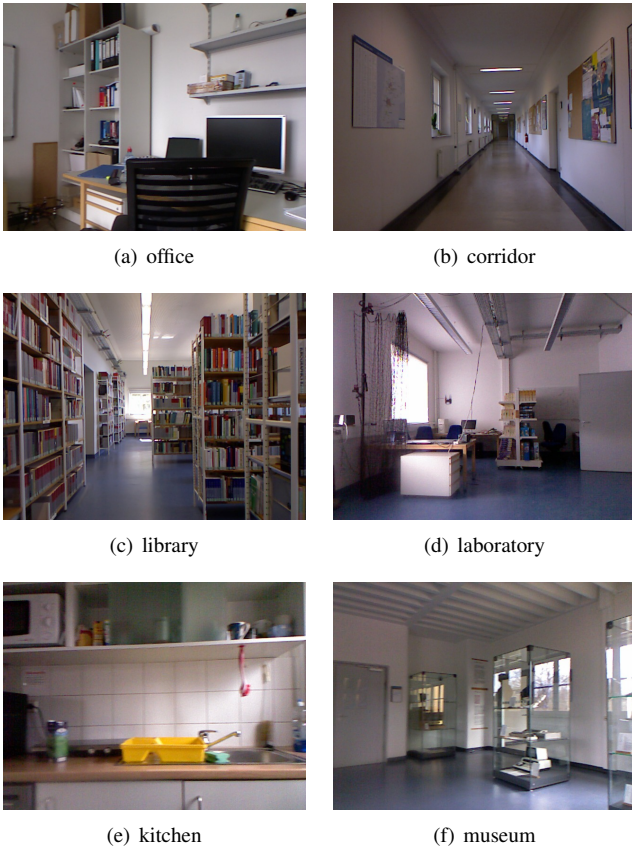 (a) office
(b) corridor
(c) library
(d) laboratory
(e) kitchen
(f) museum